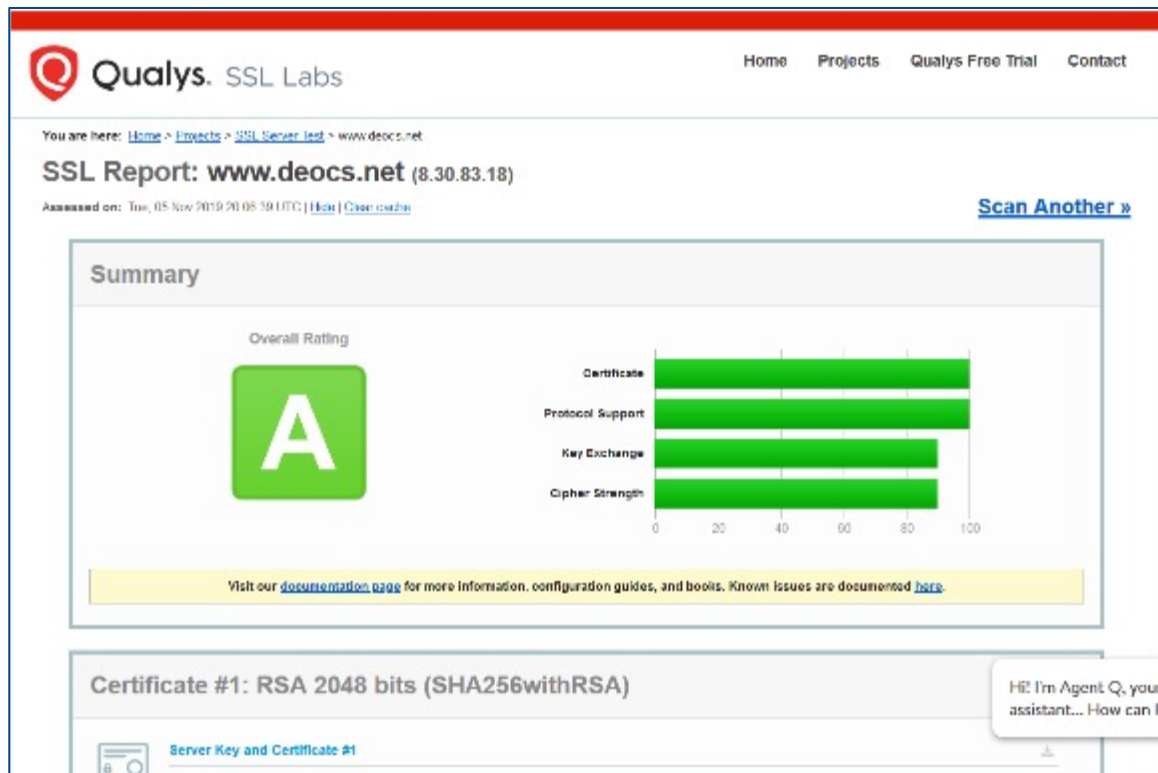 Qualys. SSL Labs
Home Projects Qualys Free Trial Contact
You are here: Home > Projects > SSL Server Test > www.deocs.net
SSL Report: www.deocs.net (8.30.83.18)
Assessed on: Tue, 05 Nov 2019 20:06:39 UTC | Hide | Clear cache
Scan Another »
Summary
Overall Rating
A
Certificate
Protocol Support
Key Exchange
Cipher Strength
0 20 40 60 80 100
Visit our documentation page for more information, configuration guides, and books. Known issues are documented here.
Certificate #1: RSA 2048 bits (SHA256withRSA)
Hi! I'm Agent Q, your
assistant... How can I
Server Key and Certificate #1